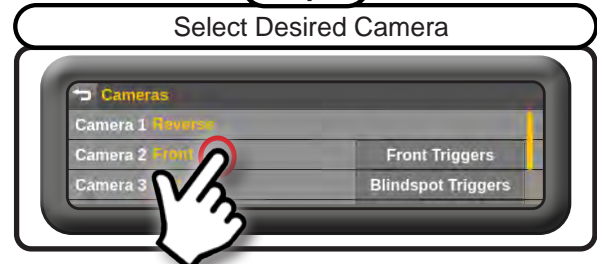 Select Desired Camera
Cameras
Camera 1 Reverse
Camera 2 Front
Front Triggers
Camera 3
Blindspot Triggers